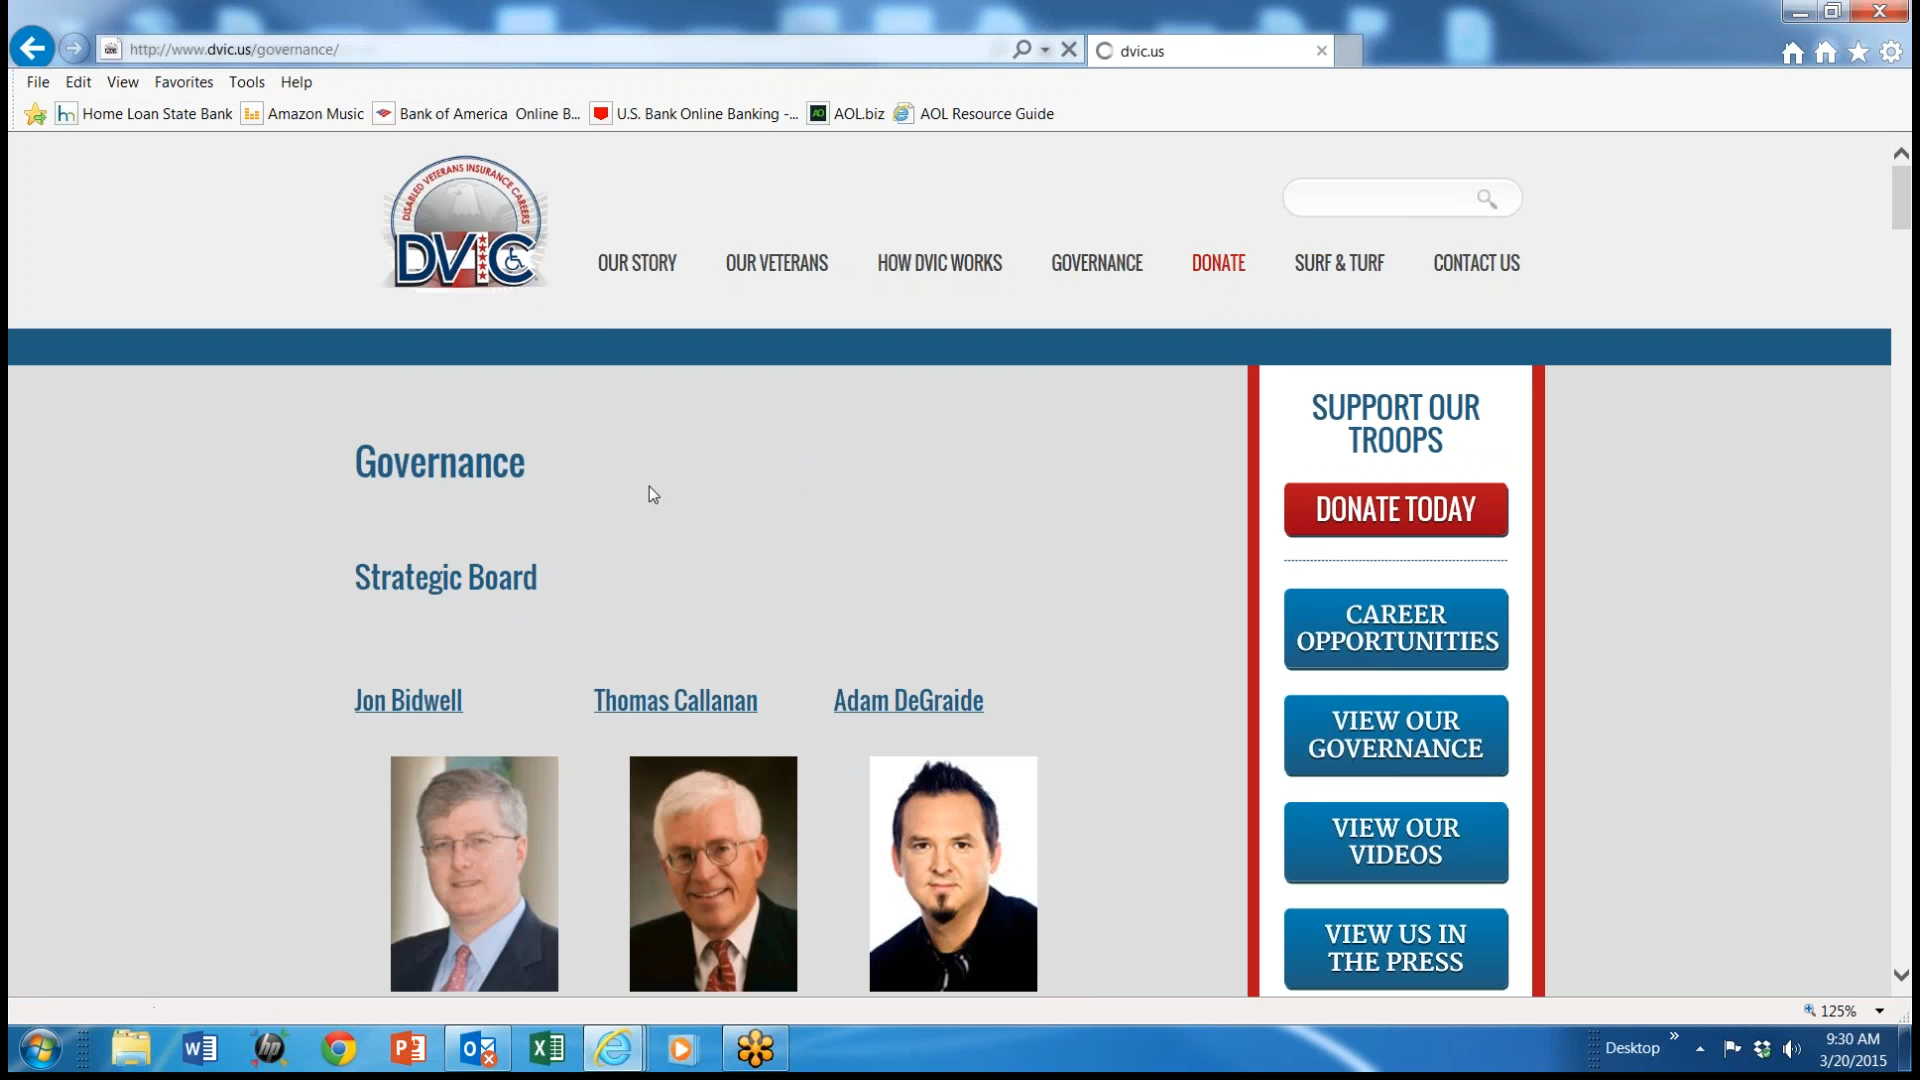 http://www.dvic.us/governance/
dvic.us
File Edit View Favorites Tools Help
Home Loan State Bank Amazon Music Bank of America Online B... U.S. Bank Online Banking -... AOL.biz AOL Resource Guide
DISABLED VETERANS INSURANCE CAREERS
DVIC
OUR STORY OUR VETERANS HOW DVIC WORKS GOVERNANCE DONATE SURF & TURF CONTACT US
Governance
Strategic Board
Jon Bidwell Thomas Callanan Adam DeGraide
SUPPORT OUR
TROOPS
DONATE TODAY
CAREER
OPPORTUNITIES
VIEW OUR
GOVERNANCE
VIEW OUR
VIDEOS
VIEW US IN
THE PRESS
125%
Desktop
9:30 AM
3/20/2015